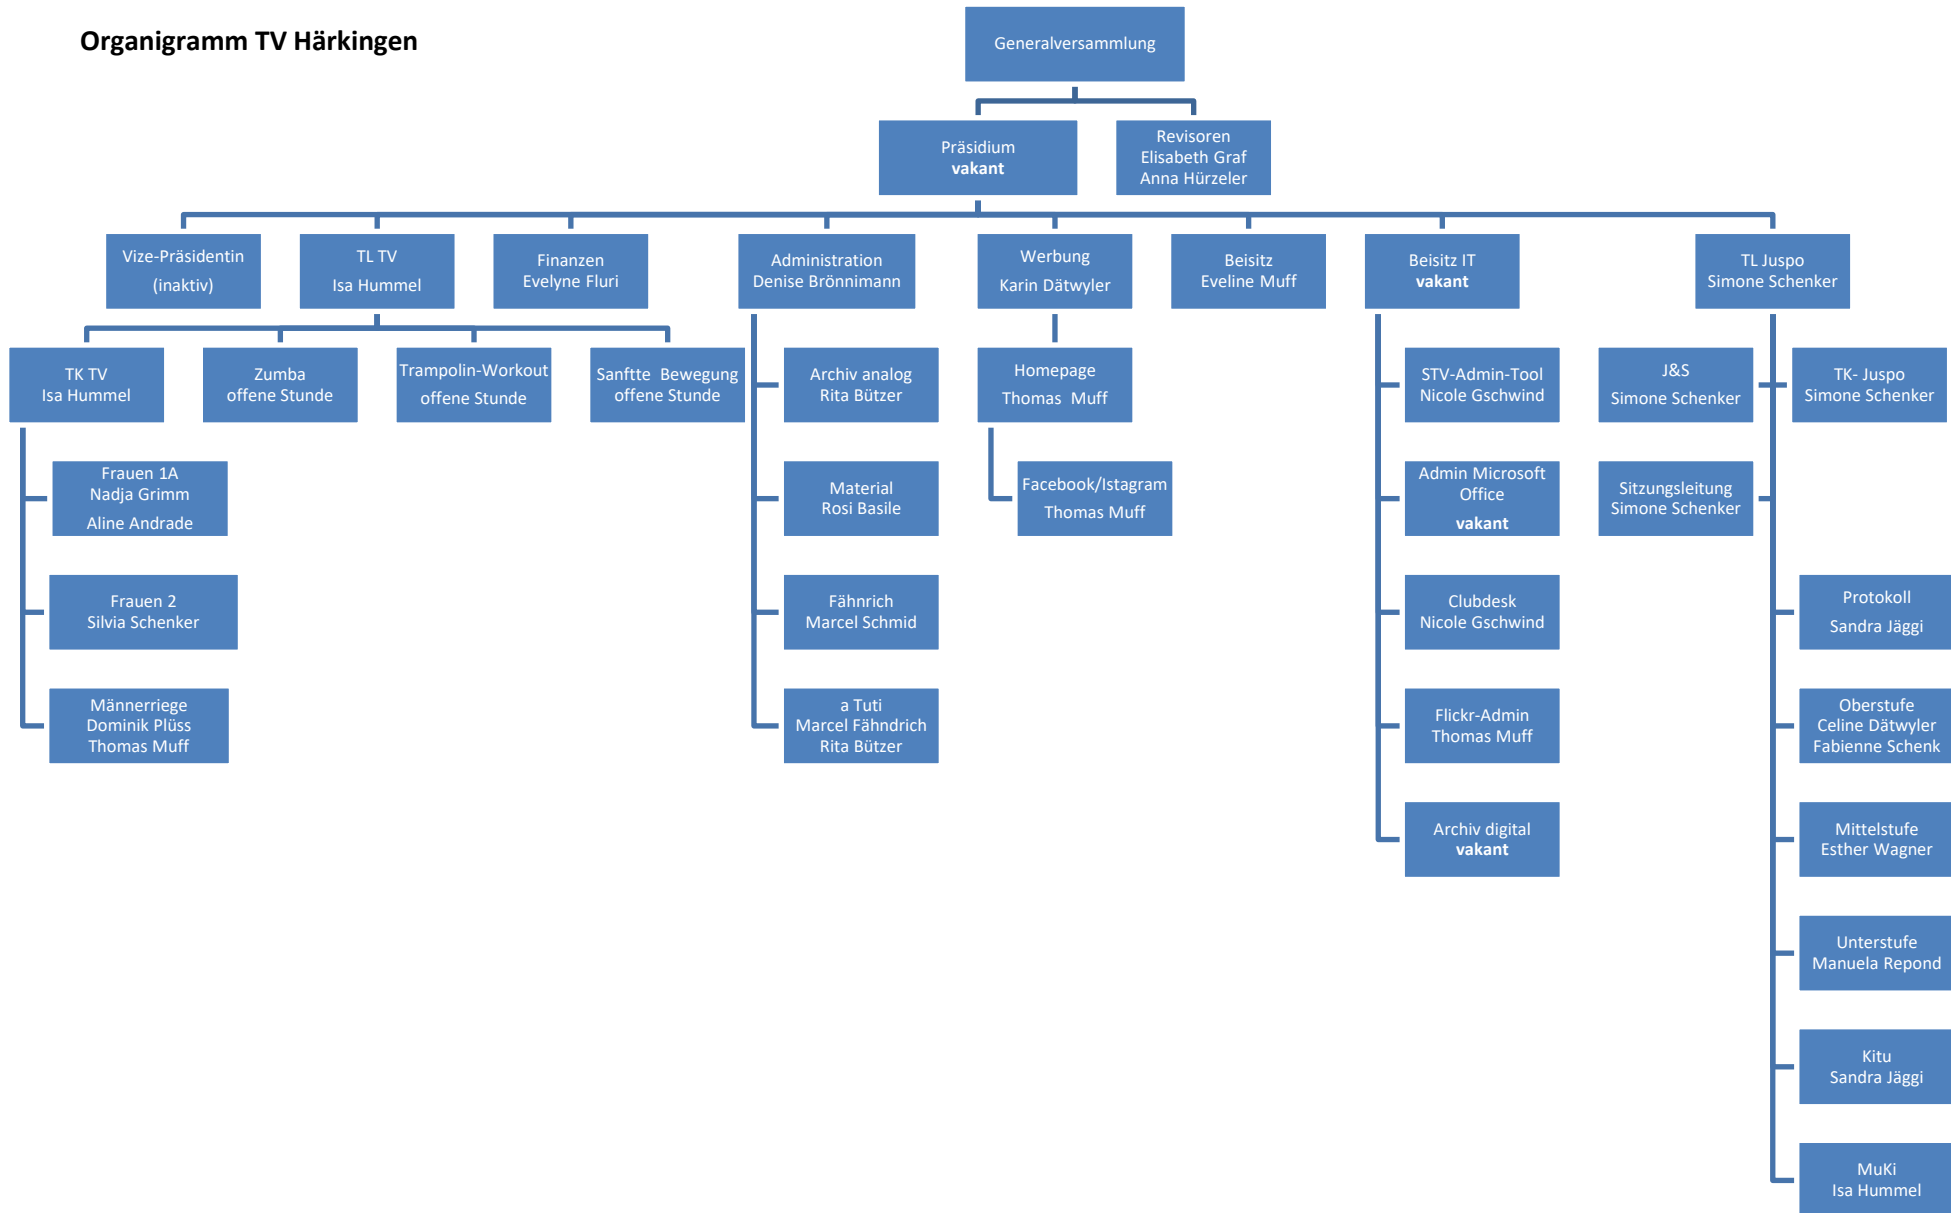 Organigramm TV Härkingen
Generalversammlung
Präsidium
vakant
Revisoren
Elisabeth Graf
Anna Hürzeler
Vize-Präsidentin
(inaktiv)
TL TV
Isa Hummel
Finanzen
Evelyne Fluri
Administration
Denise Brönnimann
Werbung
Karin Dätwyler
Beisitz
Eveline Muff
Beisitz IT
vakant
TL Juspo
Simone Schenker
TK TV
Isa Hummel
Zumba
offene Stunde
Trampolin-Workout
offene Stunde
Sanftte  Bewegung
offene Stunde
Archiv analog
Rita Bützer
Homepage
Thomas  Muff
STV-Admin-Tool
Nicole Gschwind
J&S
Simone Schenker
TK- Juspo
Simone Schenker
Frauen 1A
Nadja Grimm
Aline Andrade
Material
Rosi Basile
Facebook/Istagram
Thomas Muff
Admin Microsoft
Office
vakant
Sitzungsleitung
Simone Schenker
Frauen 2
Silvia Schenker
Fähnrich
Marcel Schmid
Clubdesk
Nicole Gschwind
Protokoll
Sandra Jäggi
Männerriege
Dominik Plüss
Thomas Muff
a Tuti
Marcel Fähndrich
Rita Bützer
Flickr-Admin
Thomas Muff
Oberstufe
Celine Dätwyler
Fabienne Schenk
Archiv digital
vakant
Mittelstufe
Esther Wagner
Unterstufe
Manuela Repond
Kitu
Sandra Jäggi
MuKi
Isa Hummel